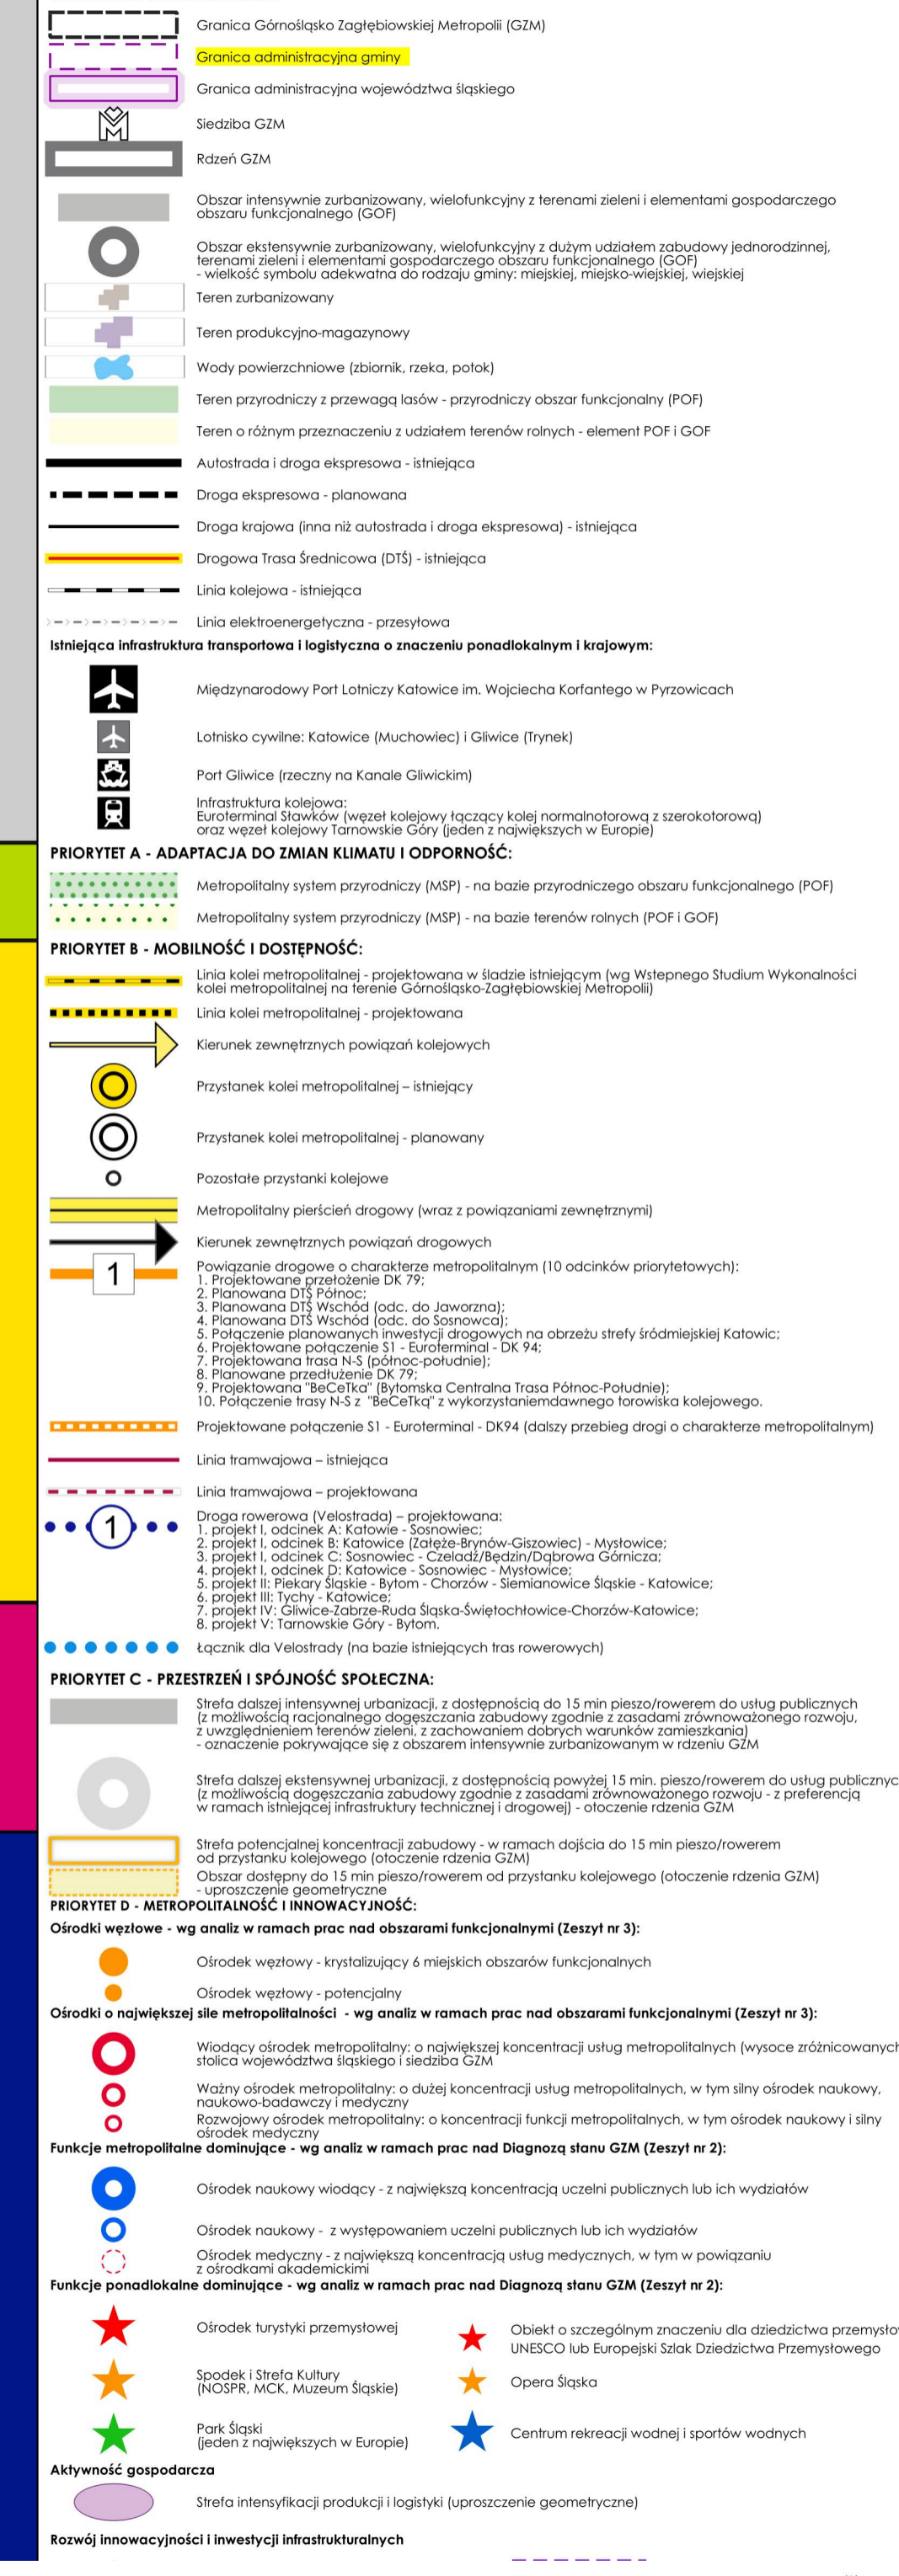 Granica Górnośląsko Zagłębiowskiej Metropolii (GZM)
Granica administracyjna gminy
Granica administracyjna województwa śląskiego
Siedziba GZM
Rdzeń GZM
Obszar intensywnie zurbanizowany, wielofunkcyjny z terenami zieleni i elementami gospodarczego
obszaru funkcjonalnego (GOF)
Obszar ekstensywnie zurbanizowany, wielofunkcyjny z dużym udziałem zabudowy jednorodzinnej,
terenami zieleni i elementami gospodarczego obszaru funkcjonalnego (GOF)
- wielkość symbolu adekwatna do rodzaju gminy: miejskiej, miejsko-wiejskiej, wiejskiej
Teren zurbanizowany
Teren produkcyjno-magazynowy
Wody powierzchniowe (zbiornik, rzeka, potok)
Teren przyrodniczy z przewagą lasów - przyrodniczy obszar funkcjonalny (POF)
Teren o różnym przeznaczeniu z udziałem terenów rolnych - element POF i GOF
Autostrada i droga ekspresowa - istniejąca
Droga ekspresowa - planowana
Droga krajowa (inna niż autostrada i droga ekspresowa) - istniejąca
Drogowa Trasa Średnicowa (DTŚ) - istniejąca
Linia kolejowa - istniejąca
Linia elektroenergetyczna - przesyłowa
Istniejąca infrastruktura transportowa i logistyczna o znaczeniu ponadlokalnym i krajowym:
Międzynarodowy Port Lotniczy Katowice im. Wojciecha Korfantego w Pyrzowicach
Lotnisko cywilne: Katowice (Muchowiec) i Gliwice (Trynek)
Port Gliwice (rzeczny na Kanale Gliwickim)
Infrastruktura kolejowa:
Euroterminal Sławków (węzeł kolejowy łączący kolej normalnotorową z szerokotorową)
oraz węzeł kolejowy Tarnowskie Góry (jeden z największych w Europie)
PRIORYTET A - ADAPTACJA DO ZMIAN KLIMATU I ODPORNOŚĆ:
Metropolitalny system przyrodniczy (MSP) - na bazie przyrodniczego obszaru funkcjonalnego (POF)
Metropolitalny system przyrodniczy (MSP) - na bazie terenów rolnych (POF i GOF)
PRIORYTET B - MOBILNOŚĆ I DOSTĘPNOŚĆ:
Linia kolei metropolitalnej - projektowana w śladzie istniejącym (wg Wstepnego Studium Wykonalności
kolei metropolitalnej na terenie Górnośląsko-Zagłębiowskiej Metropolii)
Linia kolei metropolitalnej - projektowana
Kierunek zewnętrznych powiązań kolejowych
Przystanek kolei metropolitalnej – istniejący
Przystanek kolei metropolitalnej - planowany
Pozostałe przystanki kolejowe
Metropolitalny pierścień drogowy (wraz z powiązaniami zewnętrznymi)
Kierunek zewnętrznych powiązań drogowych
1
Powiązanie drogowe o charakterze metropolitalnym (10 odcinków priorytetowych):
1. Projektowane przełożenie DK 79;
2. Planowana DTŚ Północ;
3. Planowana DTŚ Wschód (odc. do Jaworzna);
4. Planowana DTŚ Wschód (odc. do Sosnowca);
5. Połączenie planowanych inwestycji drogowych na obrzeżu strefy śródmiejskiej Katowic;
6. Projektowane połączenie S1 - Euroterminal - DK 94;
7. Projektowana trasa N-S (północ-południe);
8. Planowane przedłużenie DK 79;
9. Projektowana "BeCeTka" (Bytomska Centralna Trasa Północ-Południe);
10. Połączenie trasy N-S z "BeCeTką" z wykorzystaniemdawnego torowiska kolejowego.
Projektowane połączenie S1 - Euroterminal - DK94 (dalszy przebieg drogi o charakterze metropolitalnym)
Linia tramwajowa – istniejąca
Linia tramwajowa – projektowana
1
Droga rowerowa (Velostrada) – projektowana:
1. projekt I, odcinek A: Katowie - Sosnowiec;
2. projekt I, odcinek B: Katowice (Załęże-Brynów-Giszowiec) - Mysłowice;
3. projekt I, odcinek C: Sosnowiec - Czeladź/Będzin/Dąbrowa Górnicza;
4. projekt I, odcinek D: Katowice - Sosnowiec - Mysłowice;
5. projekt II: Piekary Śląskie - Bytom - Chorzów - Siemianowice Śląskie - Katowice;
6. projekt III: Tychy - Katowice;
7. projekt IV: Gliwice-Zabrze-Ruda Śląska-Świętochłowice-Chorzów-Katowice;
8. projekt V: Tarnowskie Góry - Bytom.
Łącznik dla Velostrady (na bazie istniejących tras rowerowych)
PRIORYTET C - PRZESTRZEŃ I SPÓJNOŚĆ SPOŁECZNA:
Strefa dalszej intensywnej urbanizacji, z dostępnością do 15 min pieszo/rowerem do usług publicznych
(z możliwością racjonalnego dogęszczania zabudowy zgodnie z zasadami zrównoważonego rozwoju,
z uwzględnieniem terenów zieleni, z zachowaniem dobrych warunków zamieszkania)
- oznaczenie pokrywające się z obszarem intensywnie zurbanizowanym w rdzeniu GZM
Strefa dalszej ekstensywnej urbanizacji, z dostępnością powyżej 15 min. pieszo/rowerem do usług publicznyc
(z możliwością dogęszczania zabudowy zgodnie z zasadami zrównoważonego rozwoju - z preferencją
w ramach istniejącej infrastruktury technicznej i drogowej) - otoczenie rdzenia GZM
Strefa potencjalnej koncentracji zabudowy - w ramach dojścia do 15 min pieszo/rowerem
od przystanku kolejowego (otoczenie rdzenia GZM)
Obszar dostępny do 15 min pieszo/rowerem od przystanku kolejowego (otoczenie rdzenia GZM)
- uproszczenie geometryczne
PRIORYTET D - METROPOLITALNOŚĆ I INNOWACYJNOŚĆ:
Ośrodki węzłowe - wg analiz w ramach prac nad obszarami funkcjonalnymi (Zeszyt nr 3):
Ośrodek węzłowy - krystalizujący 6 miejskich obszarów funkcjonalnych
Ośrodek węzłowy - potencjalny
Ośrodki o największej sile metropolitalności - wg analiz w ramach prac nad obszarami funkcjonalnymi (Zeszyt nr 3):
Wiodący ośrodek metropolitalny: o największej koncentracji usług metropolitalnych (wysoce zróżnicowanych
stolica województwa śląskiego i siedziba GZM
Ważny ośrodek metropolitalny: o dużej koncentracji usług metropolitalnych, w tym silny ośrodek naukowy,
naukowo-badawczy i medyczny
Rozwojowy ośrodek metropolitalny: o koncentracji funkcji metropolitalnych, w tym ośrodek naukowy i silny
ośrodek medyczny
Funkcje metropolitalne dominujące - wg analiz w ramach prac nad Diagnozą stanu GZM (Zeszyt nr 2):
Ośrodek naukowy wiodący - z największą koncentracją uczelni publicznych lub ich wydziałów
Ośrodek naukowy - z występowaniem uczelni publicznych lub ich wydziałów
Ośrodek medyczny - z największą koncentracją usług medycznych, w tym w powiązaniu
z ośrodkami akademickimi
Funkcje ponadlokalne dominujące - wg analiz w ramach prac nad Diagnozą stanu GZM (Zeszyt nr 2):
Ośrodek turystyki przemysłowej
Obiekt o szczególnym znaczeniu dla dziedzictwa przemysło
UNESCO lub Europejski Szlak Dziedzictwa Przemysłowego
Spodek i Strefa Kultury
(NOSPR, MCK, Muzeum Śląskie)
Opera Śląska
Park Śląski
(jeden z największych w Europie)
Centrum rekreacji wodnej i sportów wodnych
Aktywność gospodarcza
Strefa intensyfikacji produkcji i logistyki (uproszczenie geometryczne)
Rozwój innowacyjności i inwestycji infrastrukturalnych